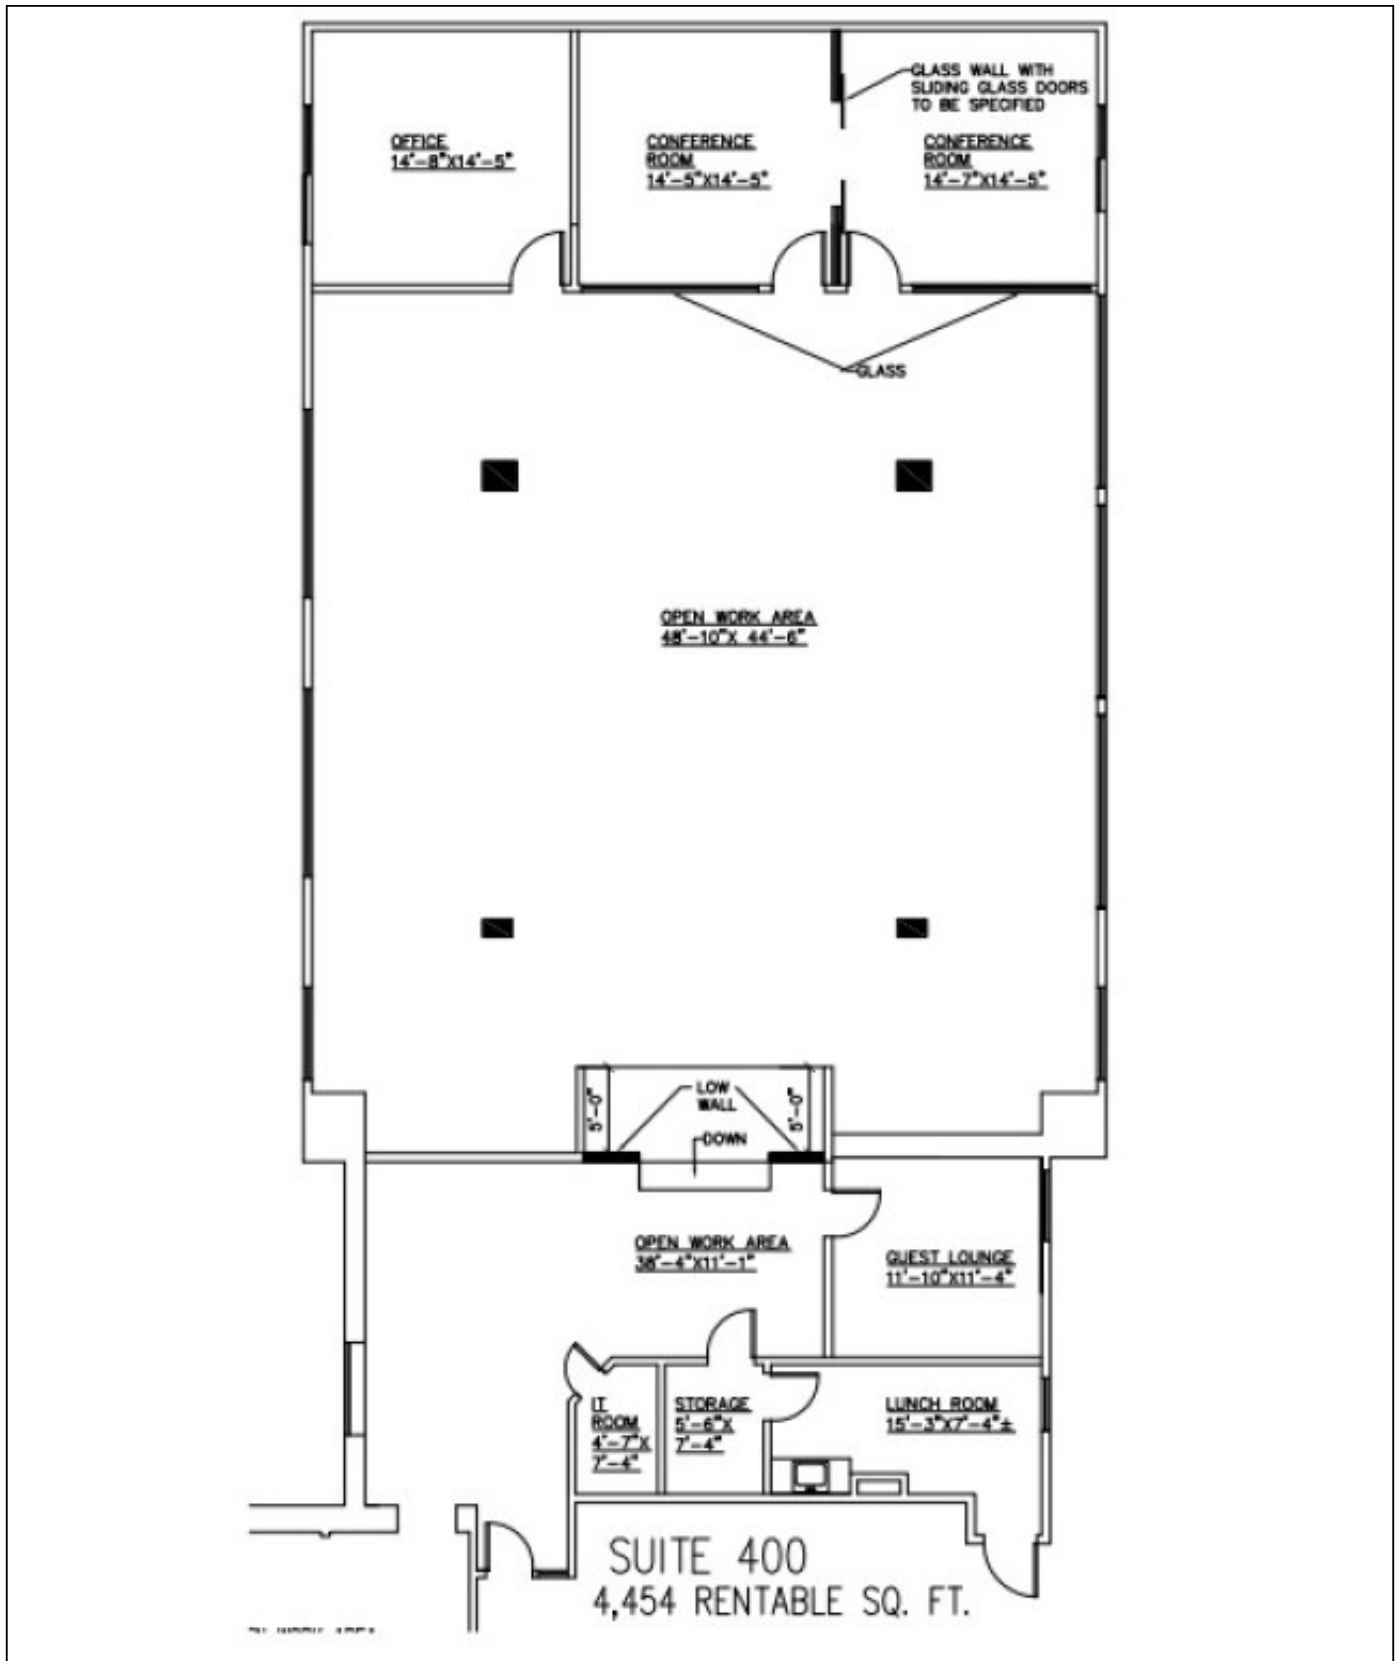 GLASS WALL WITH
SLIDING GLASS DOORS
TO BE SPECIFIED
OFFICE
14'-8"X14'-5"
CONFERENCE
ROOM
14'-5"X14'-5"
CONFERENCE
ROOM
14'-7"X14'-5"
GLASS
OPEN WORK AREA
48'-10"X 44'-6"
5'-0"
LOW
WALL
5'-0"
DOWN
OPEN WORK AREA
38'-4"X11'-1"
GUEST LOUNGE
11'-10"X11'-4"
IT
ROOM
4'-7"X
7'-4"
STORAGE
5'-6"X
7'-4"
LUNCH ROOM
15'-3"X7'-4"±
SUITE 400
4,454 RENTABLE SQ. FT.